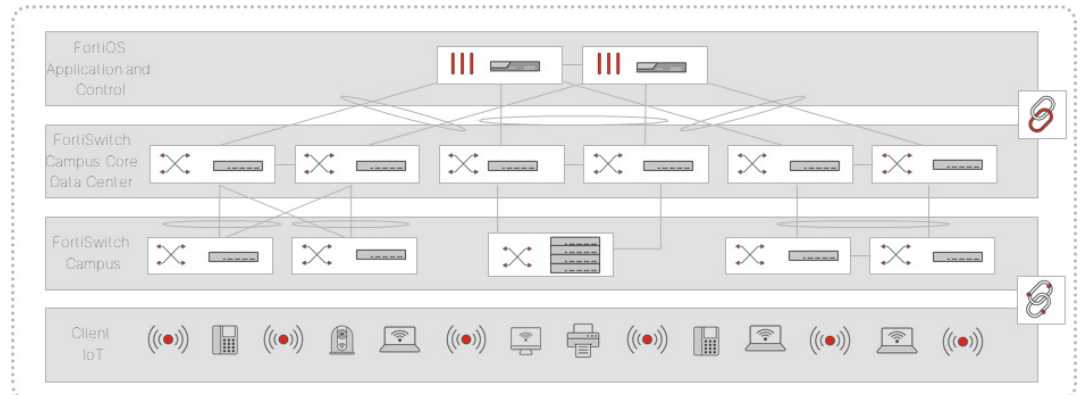 FortiOS
Application and
Control
FortiSwitch
Campus Core
Data Center
FortiSwitch
Campus
Client
IoT